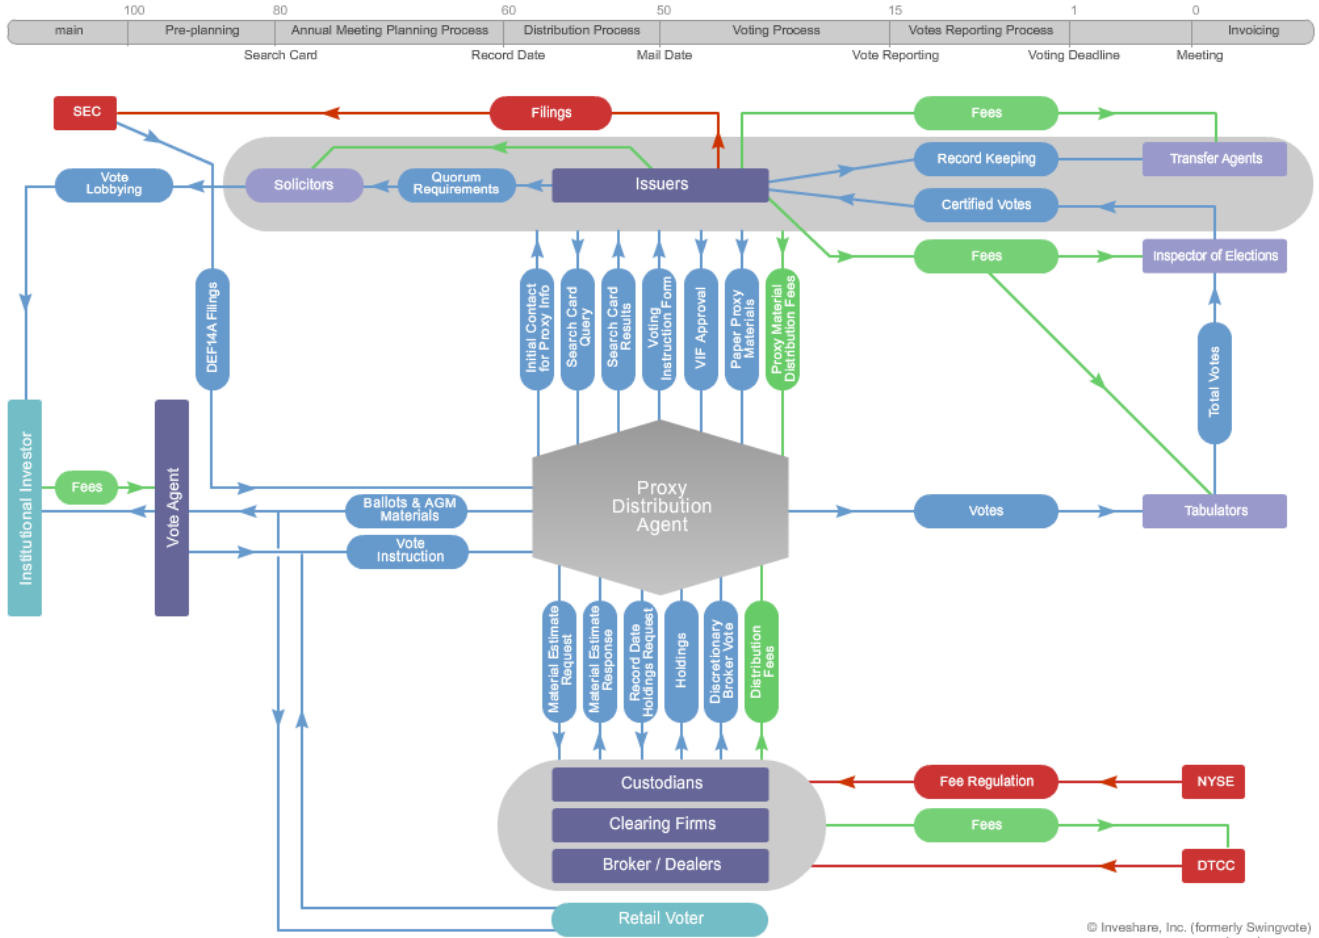 100
80
60
50
15
1
0
main
Pre-planning
Annual Meeting Planning Process
Distribution Process
Voting Process
Votes Reporting Process
Invoicing
Search Card
Record Date
Mail Date
Vote Reporting
Voting Deadline
Meeting
SEC
Filings
Fees
Vote
Lobbying
Solicitors
Quorum
Requirements
Issuers
Record Keeping
Transfer Agents
Certified Votes
Fees
Inspector of Elections
DEF14A Filings
Initial Contact
for Proxy Info
Search Card
Query
Search Card
Results
Voting
Instruction Form
VIF Approval
Paper Proxy
Materials
Proxy Material
Distribution Fees
Total Votes
Institutional Investor
Fees
Vote Agent
Ballots & AGM
Materials
Vote
Instruction
Proxy
Distribution
Agent
Votes
Tabulators
Material Estimate
Request
Material Estimate
Response
Record Date
Holdings Request
Holdings
Discretionary
Broker Vote
Distribution
Fees
Custodians
Clearing Firms
Broker / Dealers
Fee Regulation
NYSE
Fees
DTCC
Retail Voter
© Inveshare, Inc. (formerly Swingvote)